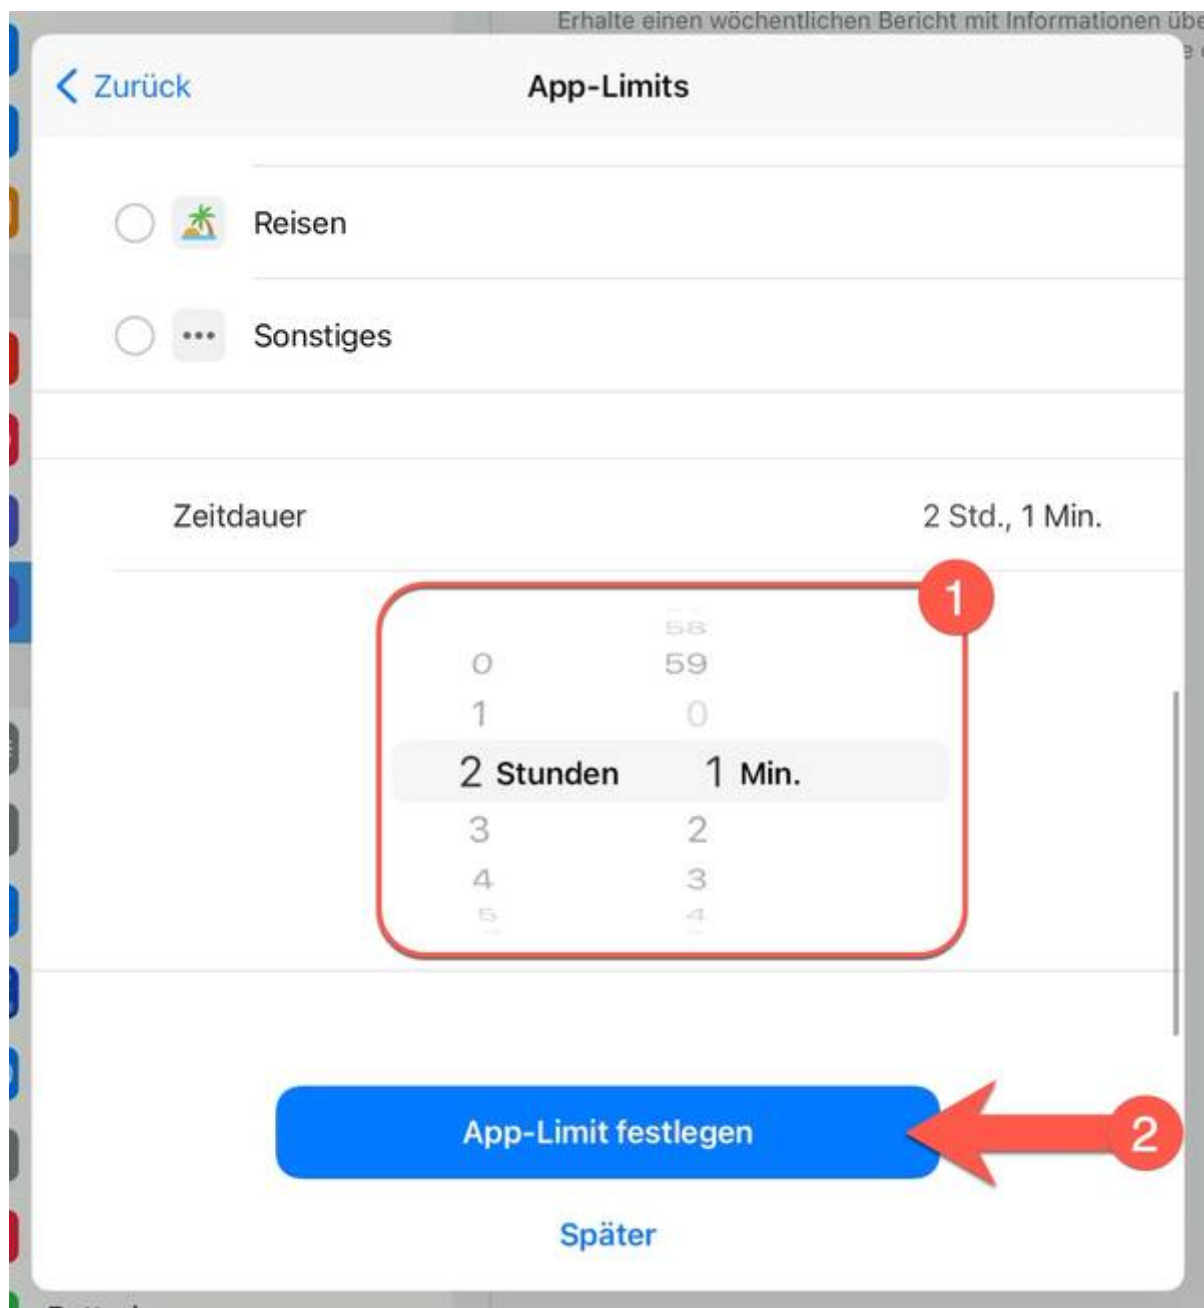 Erhalte einen wöchentlichen Bericht mit Informationen übe
Zurück
App-Limits
Reisen
Sonstiges
Zeitdauer 2 Std., 1 Min.
1
58
0 59
1 0
2 Stunden 1 Min.
3 2
4 3
5 4
App-Limit festlegen
2
Später